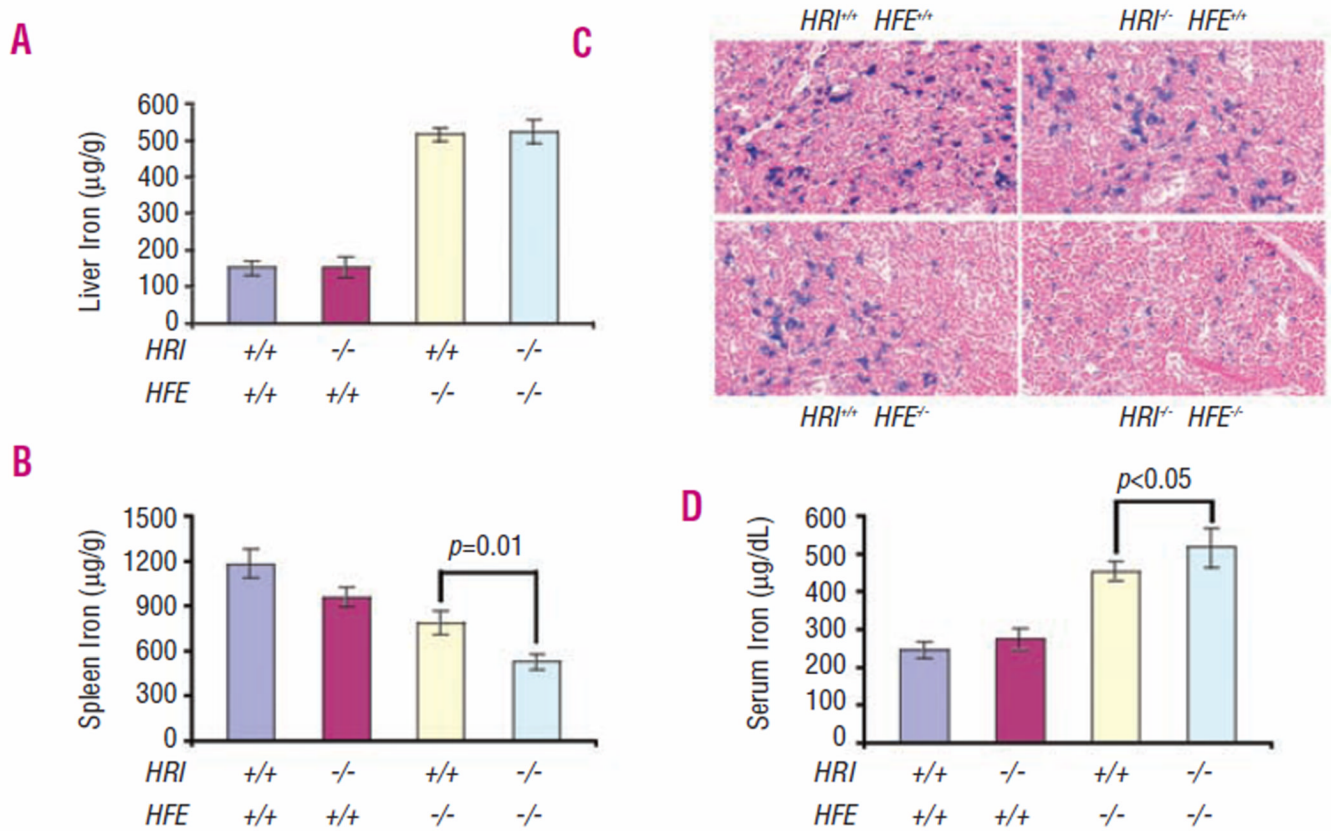 A
Liver Iron (µg/g)
600
500
400
300
200
100
0
HRI +/+ -/- +/+ -/-
HFE +/+ +/+ -/- -/-
C
HRI+/+ HFE+/+
HRI-/- HFE+/+
HRI+/+ HFE-/-
HRI-/- HFE-/-
B
Spleen Iron (µg/g)
1500
1200
900
600
300
0
p=0.01
HRI +/+ -/- +/+ -/-
HFE +/+ +/+ -/- -/-
D
Serum Iron (µg/dL)
600
500
400
300
200
100
0
p<0.05
HRI +/+ -/- +/+ -/-
HFE +/+ +/+ -/- -/-